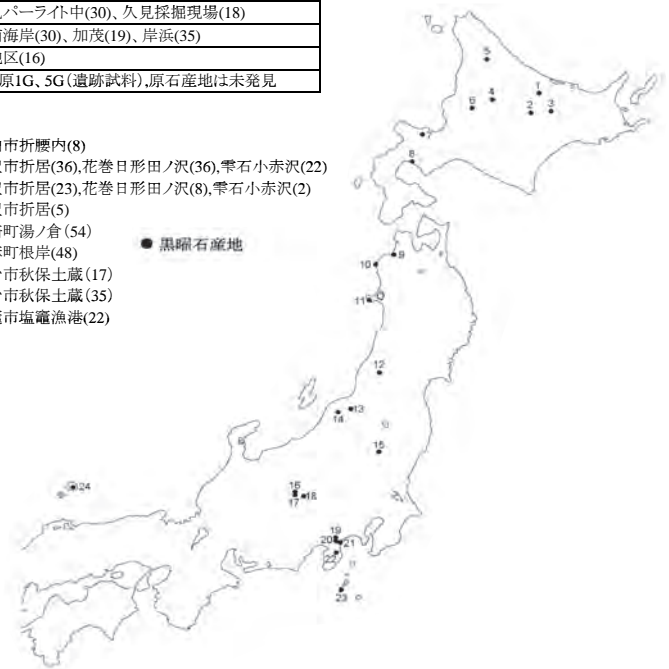 パーライト中(30)、久見採掘現場(18)
海岸(30)、加茂(19)、岸浜(35)
区(16)
原1G、5G(遺跡試料),原石産地は未発見
市折腰内(8)
市折居(36),花巻日形田ノ沢(36),雫石小赤沢(22)
市折居(23),花巻日形田ノ沢(8),雫石小赤沢(2)
市折居(5)
町湯ノ倉(54)
町根岸(48)
市秋保土蔵(17)
市秋保土蔵(35)
市塩竈漁港(22)
● 黒曜石産地
5
1
4
6
2
3
7
8
9
10
11
12
13
14
15
16
17
18
24
19
20
21
22
23